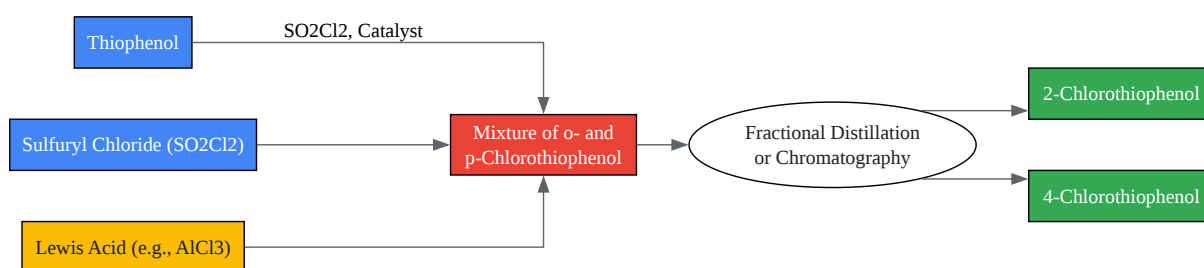 Thiophenol
SO2Cl2, Catalyst
Sulfuryl Chloride (SO2Cl2)
Lewis Acid (e.g., AlCl3)
Mixture of o- and
p-Chlorothiophenol
Fractional Distillation
or Chromatography
2-Chlorothiophenol
4-Chlorothiophenol